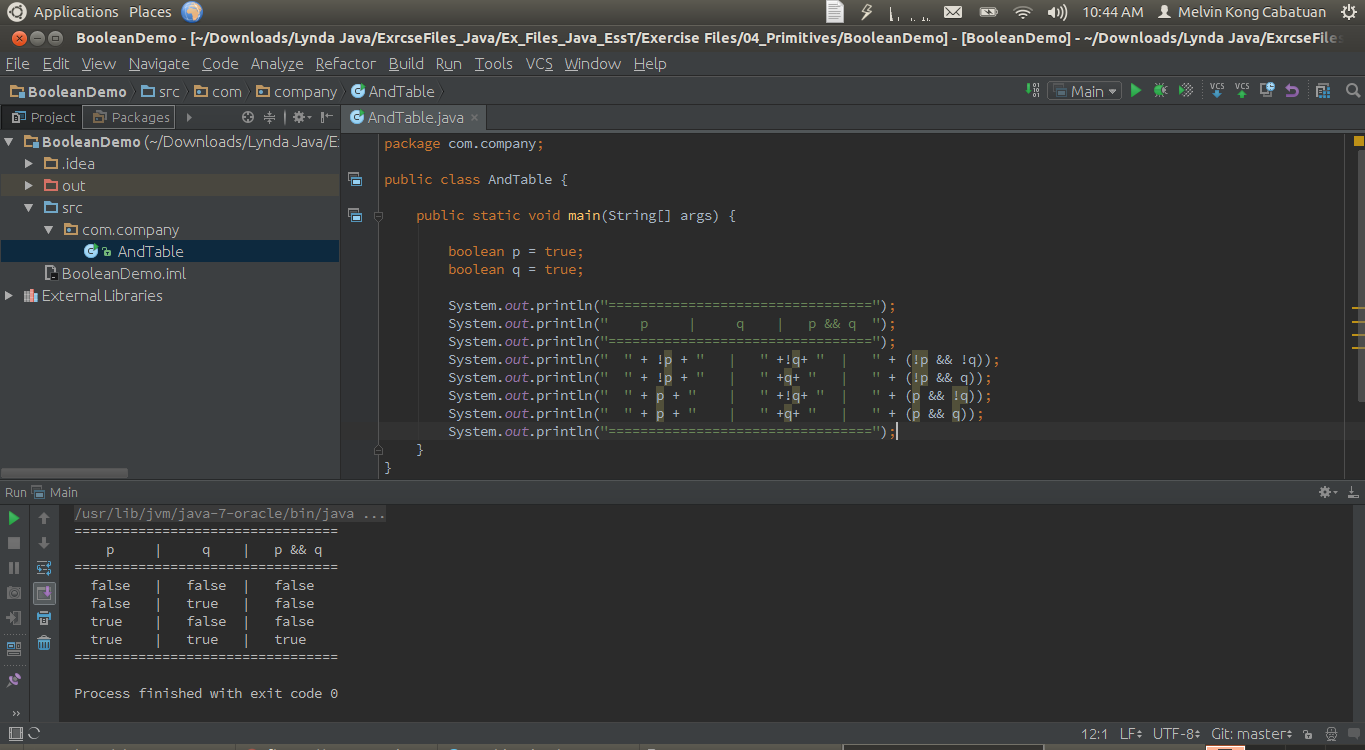 Applications Places 10:44 AM Melvin Kong Cabatuan
BooleanDemo - [~/Downloads/Lynda Java/ExrcseFiles_Java/Ex_Files_Java_EssT/Exercise Files/04_Primitives/BooleanDemo] - [BooleanDemo] - ~/Downloads/Lynda Java/ExrcseFiles
File Edit View Navigate Code Analyze Refactor Build Run Tools VCS Window Help
BooleanDemo src com company AndTable Main VCS VCS
Project Packages AndTable.java
BooleanDemo (~/Downloads/Lynda Java/E
.idea
out
src
com.company
AndTable
BooleanDemo.iml
External Libraries
package com.company;
public class AndTable {
public static void main(String[] args) {
boolean p = true;
boolean q = true;
System.out.println("=================================");
System.out.println("    p     |     q    |   p && q  ");
System.out.println("=================================");
System.out.println("  " + !p + "   |   " +!q+ "  |   " + (!p && !q));
System.out.println("  " + !p + "   |   " +q+ "   |   " + (!p && q));
System.out.println("  " + p + "    |   " +!q+ "  |   " + (p && !q));
System.out.println("  " + p + "    |   " +q+ "   |   " + (p && q));
System.out.println("=================================");
}
}
Run Main
/usr/lib/jvm/java-7-oracle/bin/java ...
=================================
    p     |     q    |   p && q
=================================
  false   |   false  |   false
  false   |   true   |   false
  true    |   false  |   false
  true    |   true   |   true
=================================
Process finished with exit code 0
12:1 LF UTF-8 Git: master